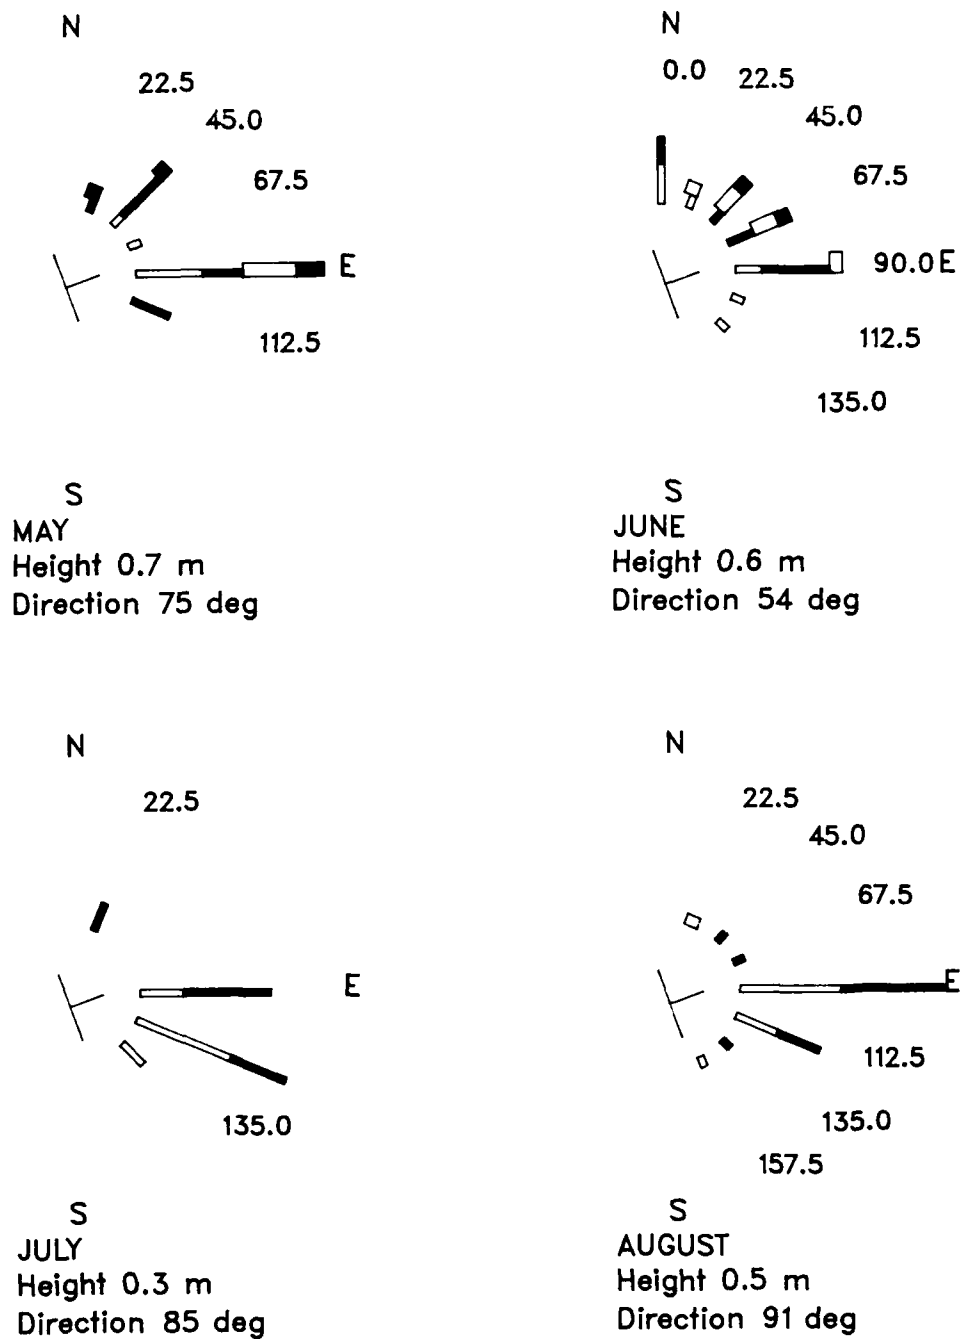 N
22.5
45.0
67.5
E
112.5
S
MAY
Height 0.7 m
Direction 75 deg
N
0.0
22.5
45.0
67.5
90.0 E
112.5
135.0
S
JUNE
Height 0.6 m
Direction 54 deg
N
22.5
E
135.0
S
JULY
Height 0.3 m
Direction 85 deg
N
22.5
45.0
67.5
E
112.5
135.0
157.5
S
AUGUST
Height 0.5 m
Direction 91 deg